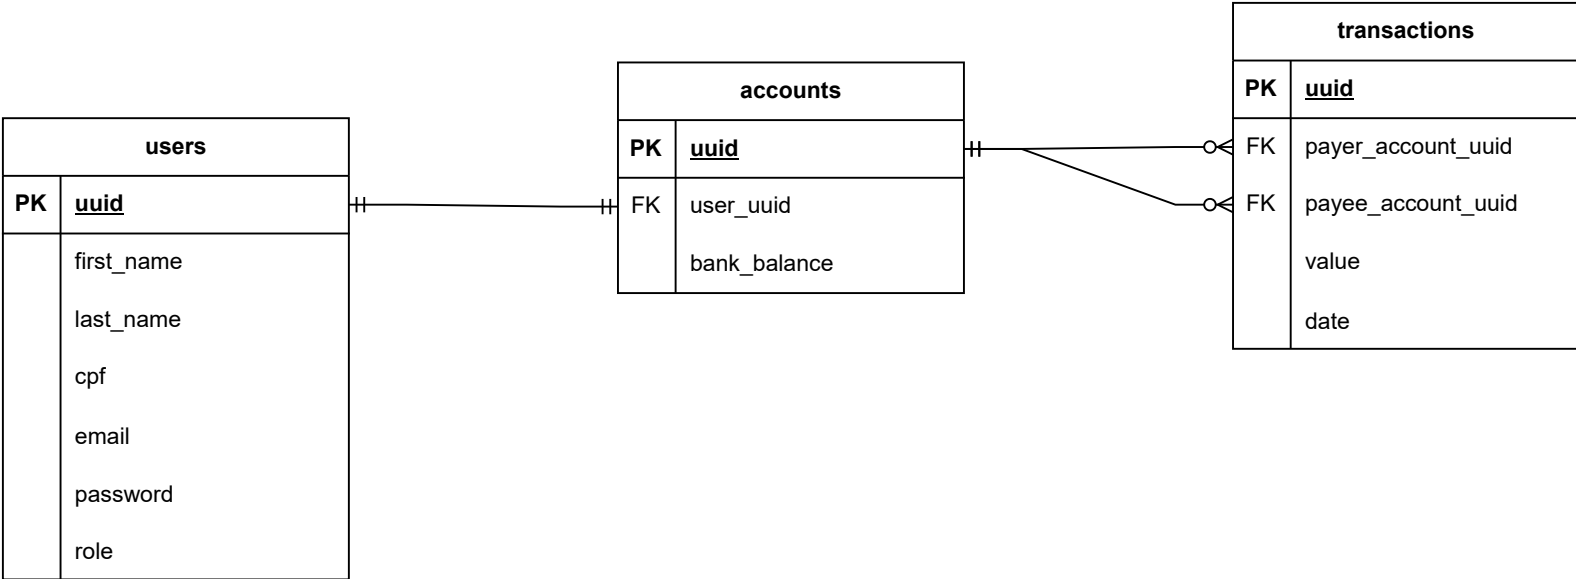 users
PK uuid
first_name
last_name
cpf
email
password
role
accounts
PK uuid
FK user_uuid
bank_balance
transactions
PK uuid
FK payer_account_uuid
FK payee_account_uuid
value
date